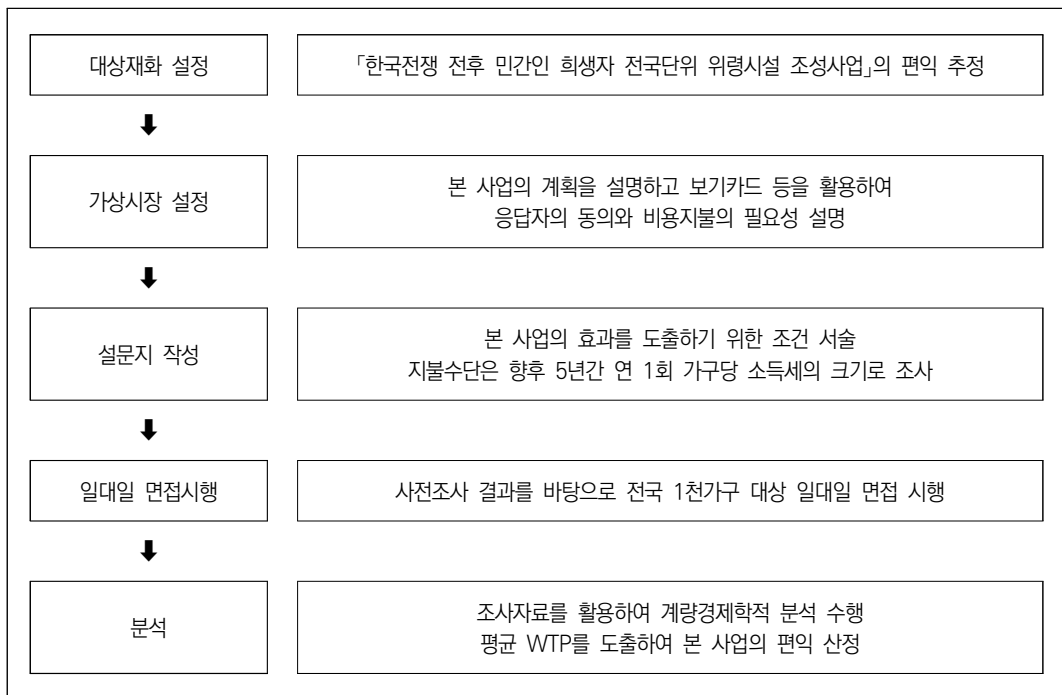 대상재화 설정
「한국전쟁 전후 민간인 희생자 전국단위 위령시설 조성사업」의 편익 추정
가상시장 설정
본 사업의 계획을 설명하고 보기카드 등을 활용하여
응답자의 동의와 비용지불의 필요성 설명
설문지 작성
본 사업의 효과를 도출하기 위한 조건 서술
지불수단은 향후 5년간 연 1회 가구당 소득세의 크기로 조사
일대일 면접시행
사전조사 결과를 바탕으로 전국 1천가구 대상 일대일 면접 시행
분석
조사자료를 활용하여 계량경제학적 분석 수행
평균 WTP를 도출하여 본 사업의 편익 산정